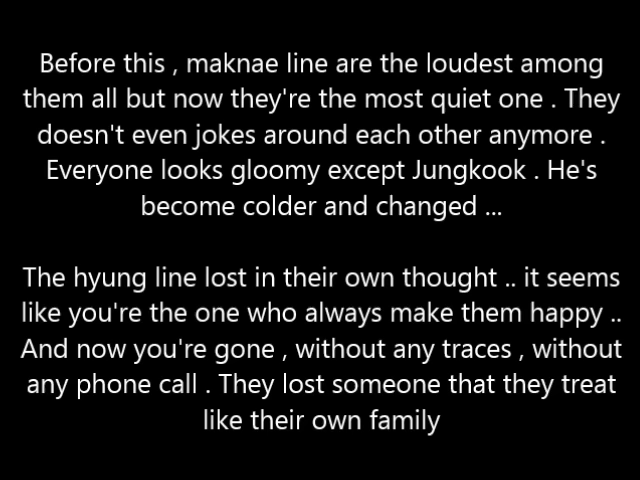 Before this , maknae line are the loudest among
them all but now they're the most quiet one . They
doesn't even jokes around each other anymore .
Everyone looks gloomy except Jungkook . He's
become colder and changed ...
The hyung line lost in their own thought .. it seems
like you're the one who always make them happy ..
And now you're gone , without any traces , without
any phone call . They lost someone that they treat
like their own family